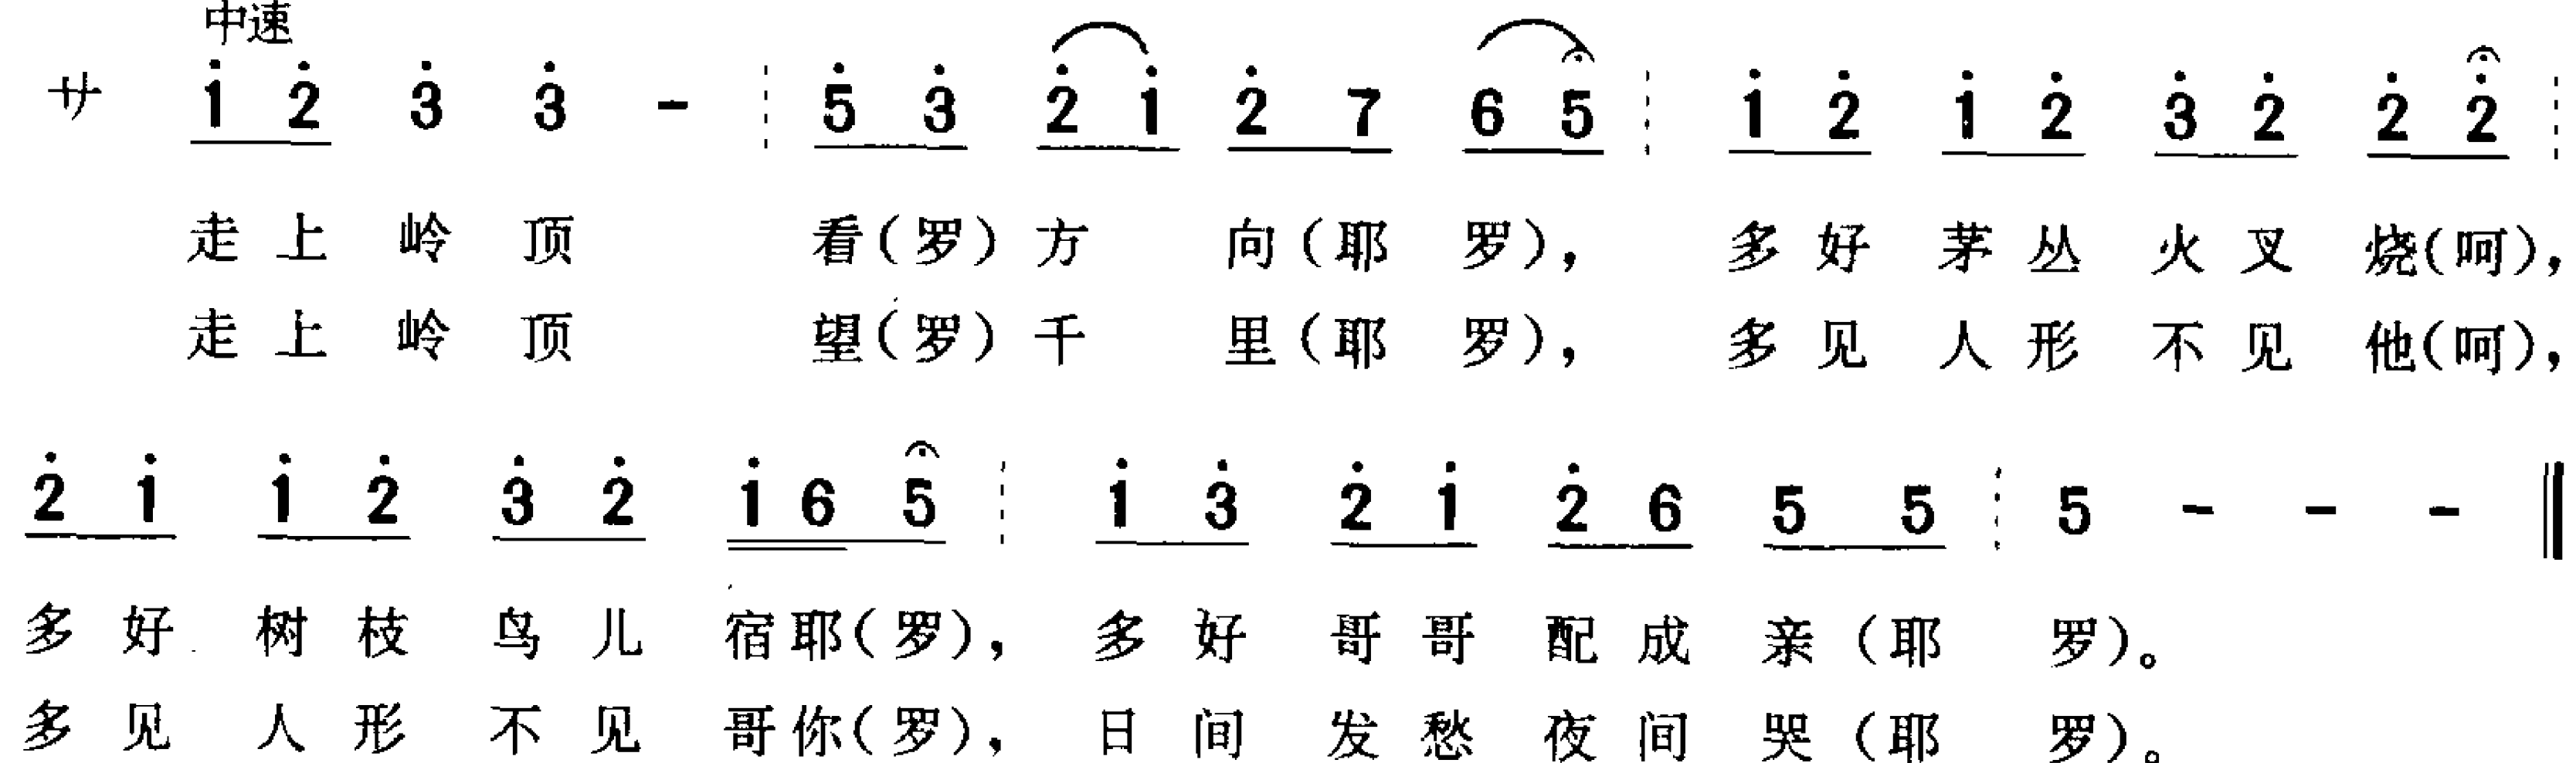 中速
サ 1̇ 2̇ 3̇ 3̇ - ┊ 5̇ 3̇ 2̇ 1̇ 2̇ 7 6 5̇ ┊ 1̇ 2̇ 1̇ 2̇ 3̇ 2̇ 2̇ 2̇ ┊
走上岭顶 看(罗)方 向(耶 罗), 多好茅丛火叉烧(呵),
走上岭顶 望(罗)千 里(耶 罗), 多见人形不见他(呵),
2̇ 1̇ 1̇ 2̇ 3̇ 2̇ 1̇ 6 5̇ ┊ 1̇ 3̇ 2̇ 1̇ 2̇ 6 5 5 ┊ 5 - - - ‖
多好树枝鸟儿宿耶(罗), 多好哥哥配成亲(耶 罗)。
多见人形不见哥你(罗), 日间发愁夜间哭(耶 罗)。